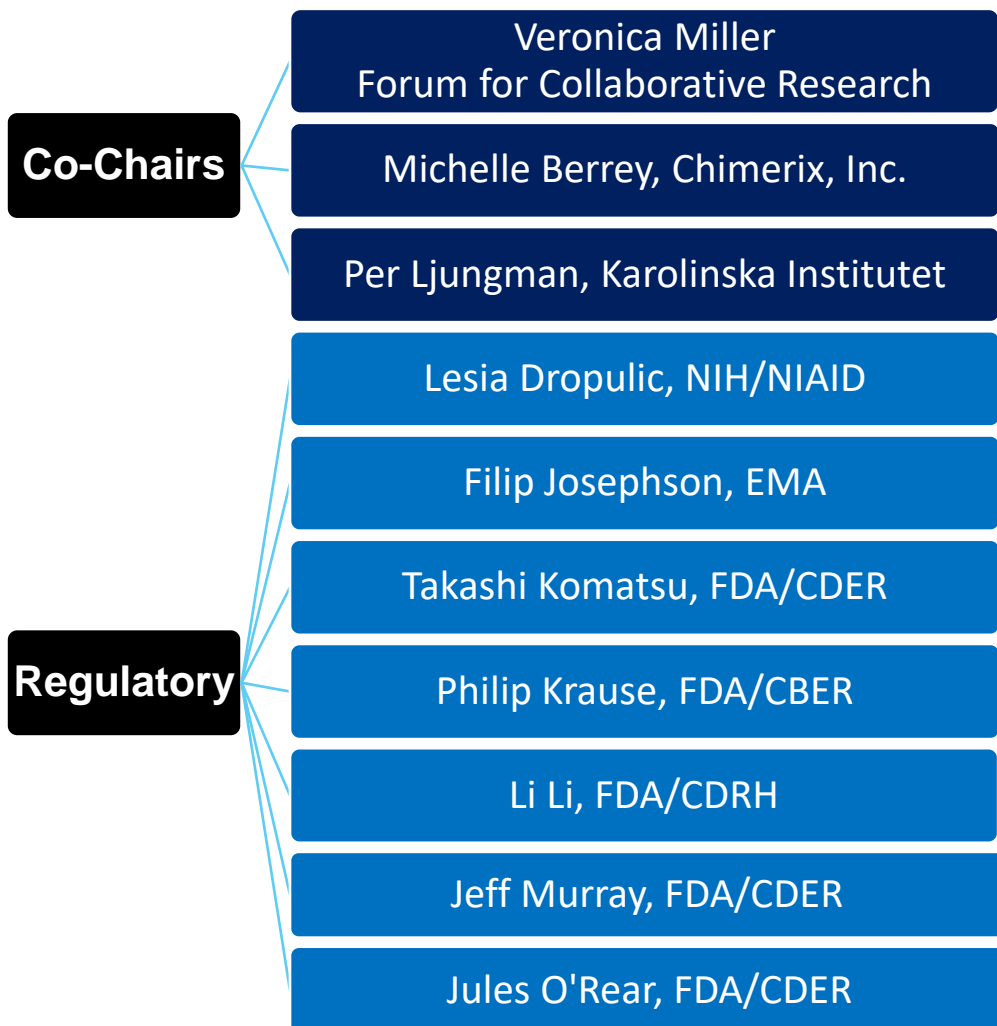 Co-Chairs
Veronica Miller
Forum for Collaborative Research
Michelle Berrey, Chimerix, Inc.
Per Ljungman, Karolinska Institutet
Regulatory
Lesia Dropulic, NIH/NIAID
Filip Josephson, EMA
Takashi Komatsu, FDA/CDER
Philip Krause, FDA/CBER
Li Li, FDA/CDRH
Jeff Murray, FDA/CDER
Jules O'Rear, FDA/CDER